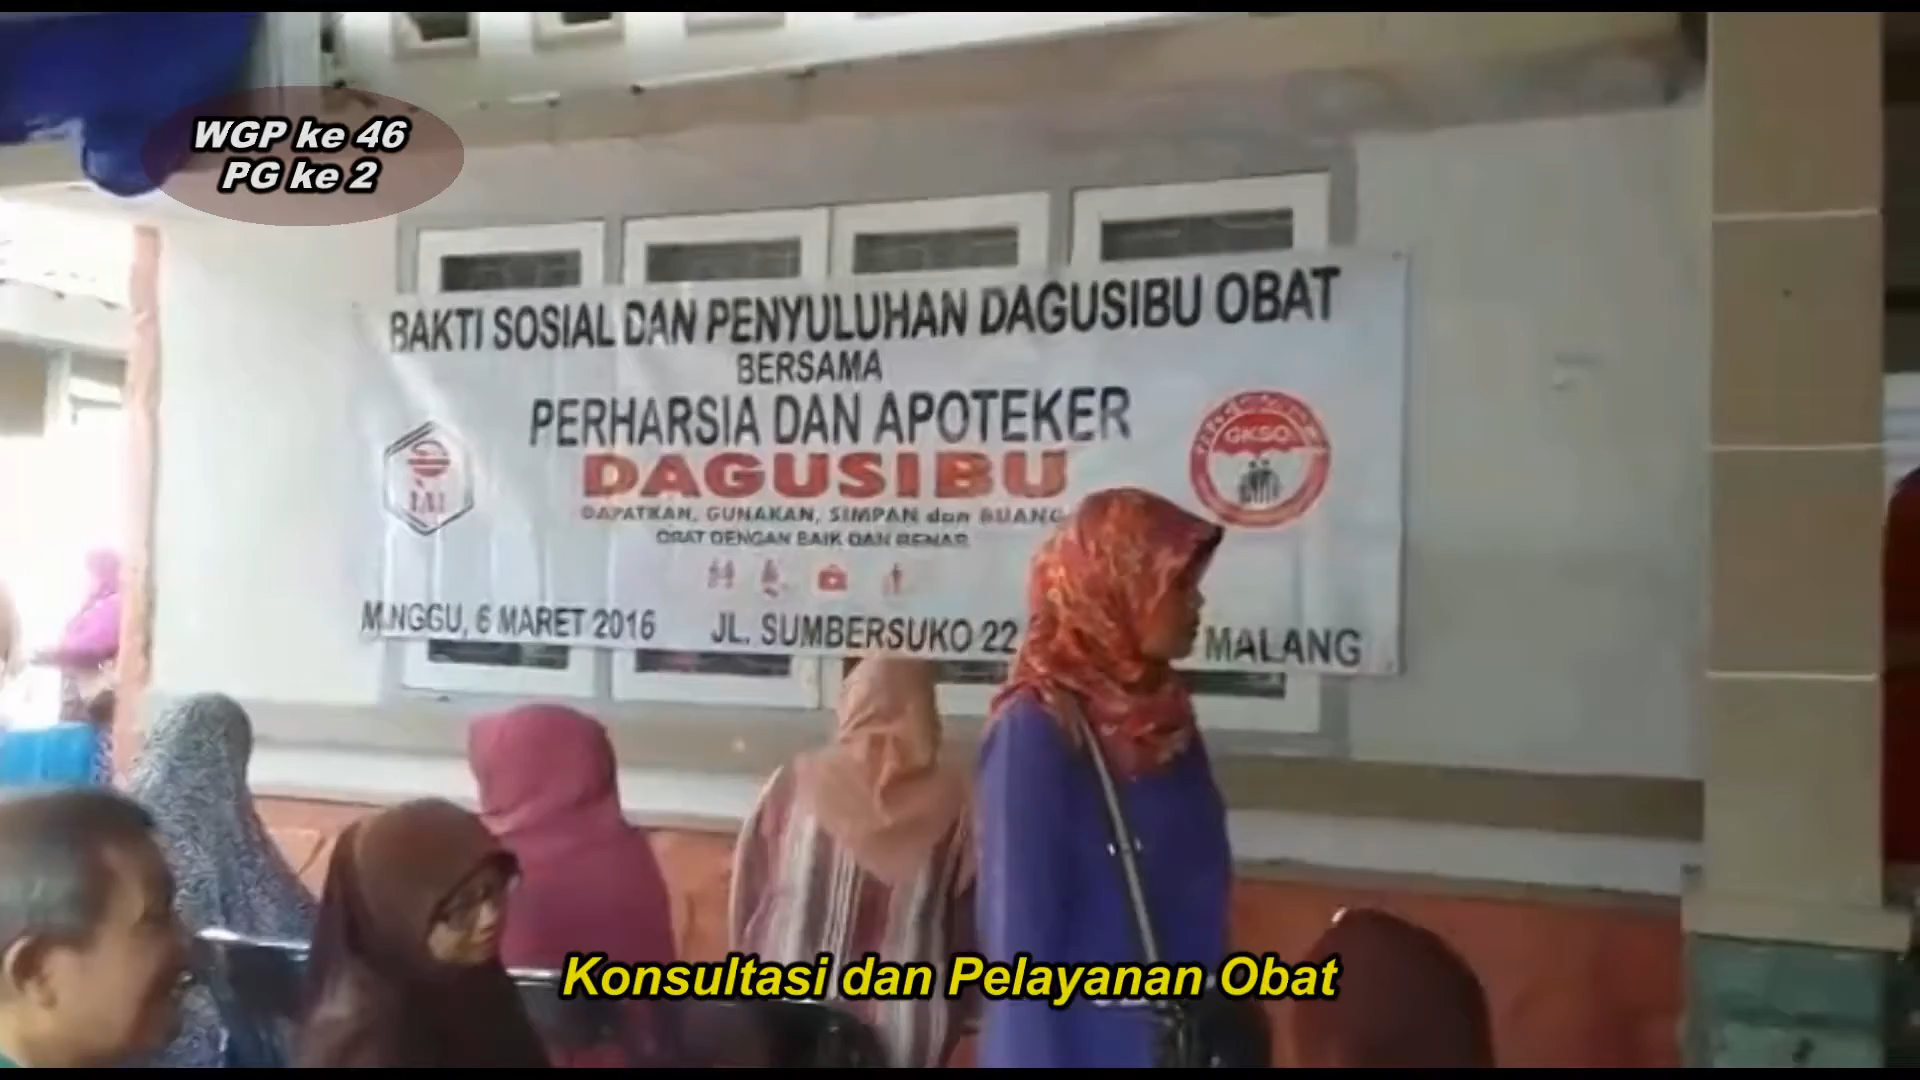 WGP ke 46
PG ke 2
BAKTI SOSIAL DAN PENYULUHAN DAGUSIBU OBAT
BERSAMA
PERHARSIA DAN APOTEKER
DAGUSIBU
DAPATKAN, GUNAKAN, SIMPAN dan BUANG
OBAT DENGAN BAIK DAN BENAR
IAI
GKSO
MINGGU, 6 MARET 2016 JL. SUMBERSUKO 22 MALANG
Konsultasi dan Pelayanan Obat